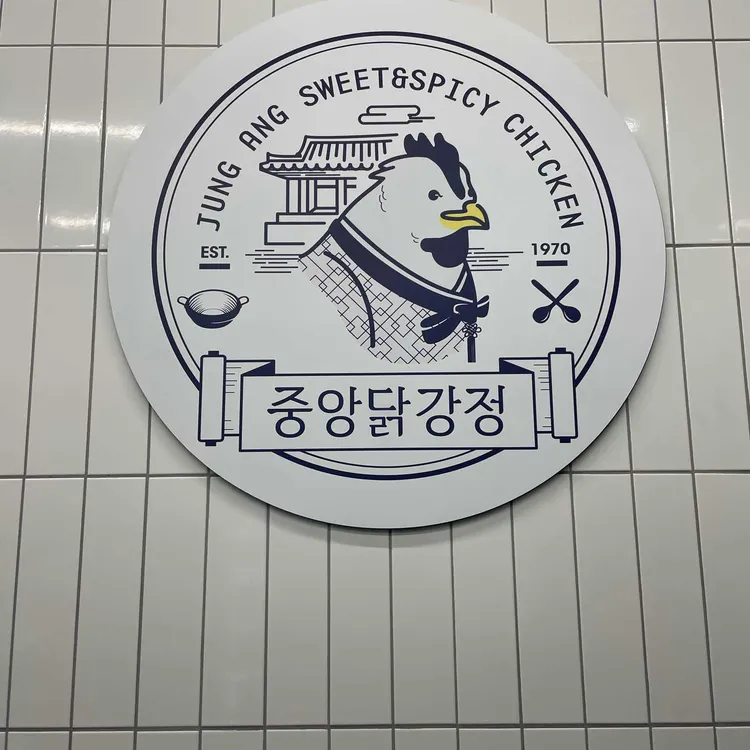 JUNG ANG SWEET&SPICY CHICKEN
EST. 1970
중앙닭강정